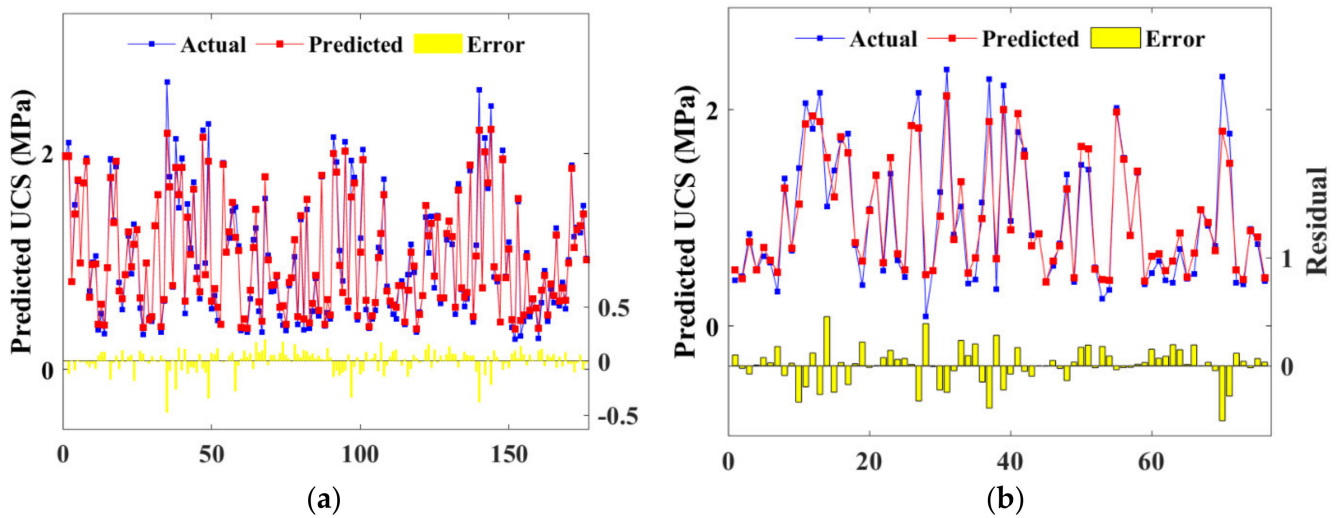 (a)
Actual Predicted Error
Predicted UCS (MPa)
2
0
0.5
0
-0.5
0 50 100 150
(a)
(b)
Actual Predicted Error
Predicted UCS (MPa)
2
0
1
0
Residual
0 20 40 60
(b)